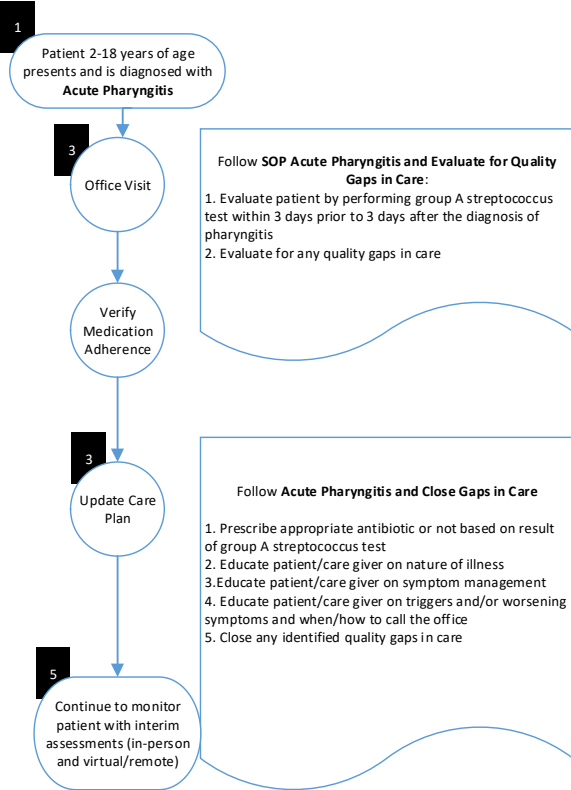 1
Patient 2-18 years of age
presents and is diagnosed with
Acute Pharyngitis
3
Office Visit
Follow SOP Acute Pharyngitis and Evaluate for Quality
Gaps in Care:
1. Evaluate patient by performing group A streptococcus
test within 3 days prior to 3 days after the diagnosis of
pharyngitis
2. Evaluate for any quality gaps in care
Verify
Medication
Adherence
3
Update Care
Plan
Follow Acute Pharyngitis and Close Gaps in Care
1. Prescribe appropriate antibiotic or not based on result
of group A streptococcus test
2. Educate patient/care giver on nature of illness
3.Educate patient/care giver on symptom management
4. Educate patient/care giver on triggers and/or worsening
symptoms and when/how to call the office
5. Close any identified quality gaps in care
5
Continue to monitor
patient with interim
assessments (in-person
and virtual/remote)